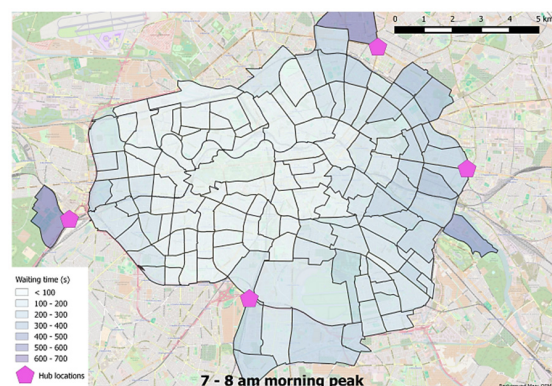 0 1 2 3 4 5 km
Waiting time (s)
< 100
100 - 200
200 - 300
300 - 400
400 - 500
500 - 600
600 - 700
Hub locations
7 - 8 am morning peak